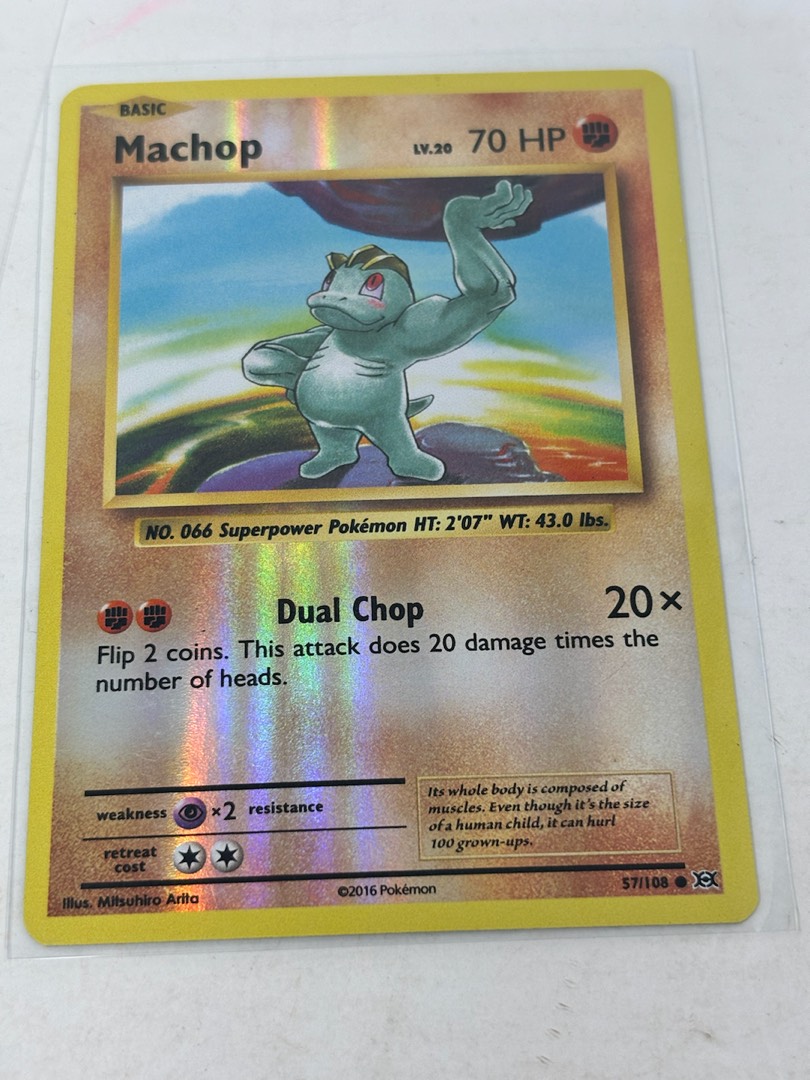 BASIC
Machop LV.20 70 HP
NO. 066 Superpower Pokémon HT: 2'07" WT: 43.0 lbs.
Dual Chop 20×
Flip 2 coins. This attack does 20 damage times the
number of heads.
weakness ×2 resistance
retreat
cost
Its whole body is composed of
muscles. Even though it's the size
of a human child, it can hurl
100 grown-ups.
Illus. Mitsuhiro Arita
©2016 Pokémon
57/108